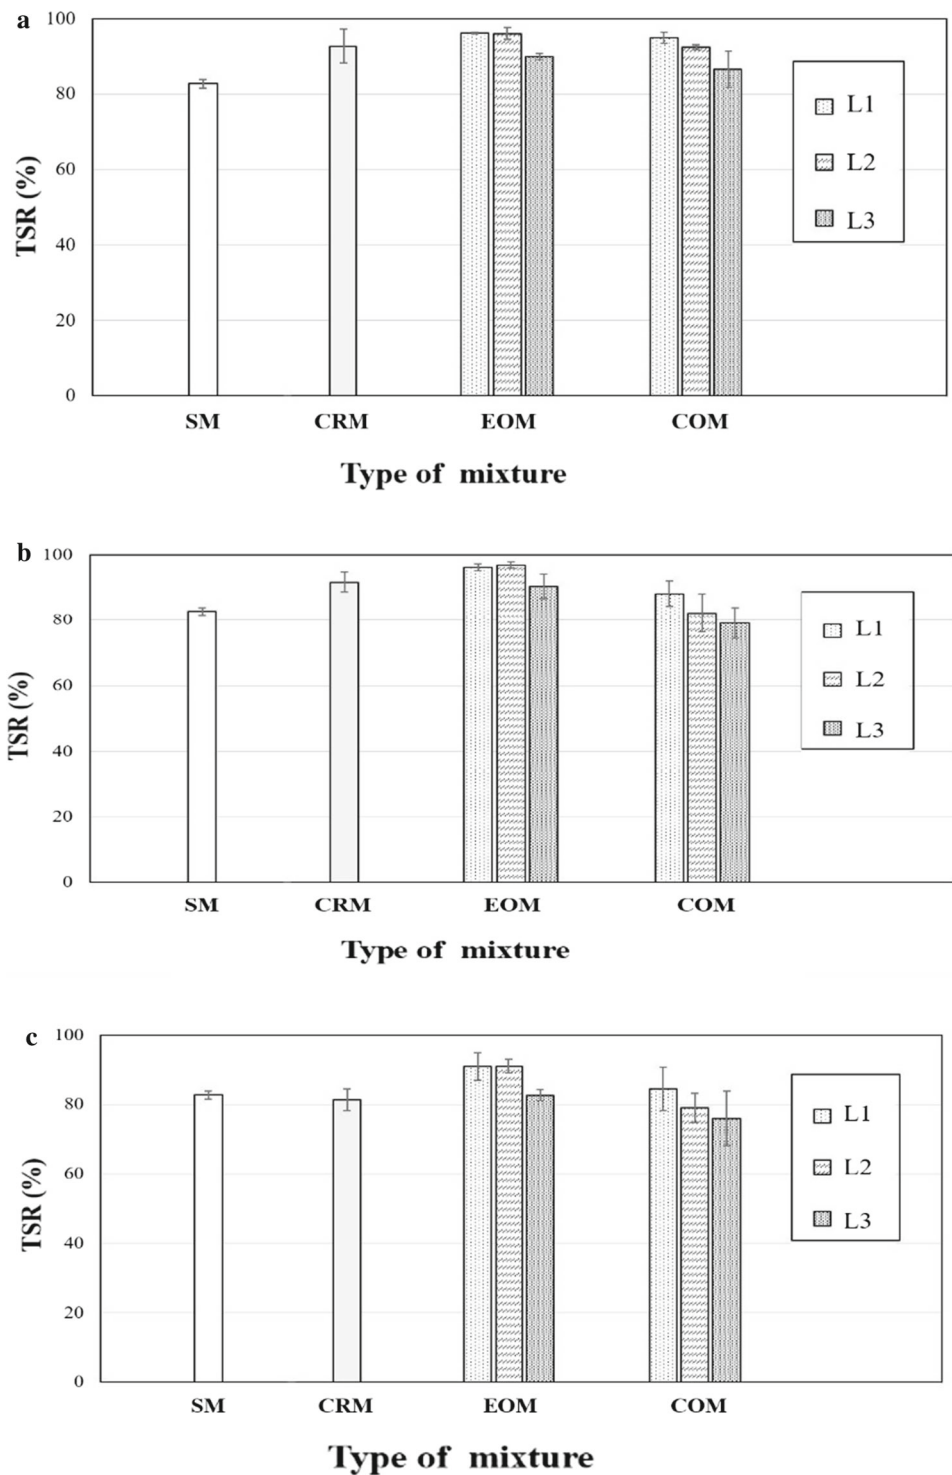 a
100
80
60
40
20
0
TSR (%)
L1
L2
L3
SM CRM EOM COM
Type of mixture
b
100
80
60
40
20
0
TSR (%)
L1
L2
L3
SM CRM EOM COM
Type of mixture
c
100
80
60
40
20
0
TSR (%)
L1
L2
L3
SM CRM EOM COM
Type of mixture